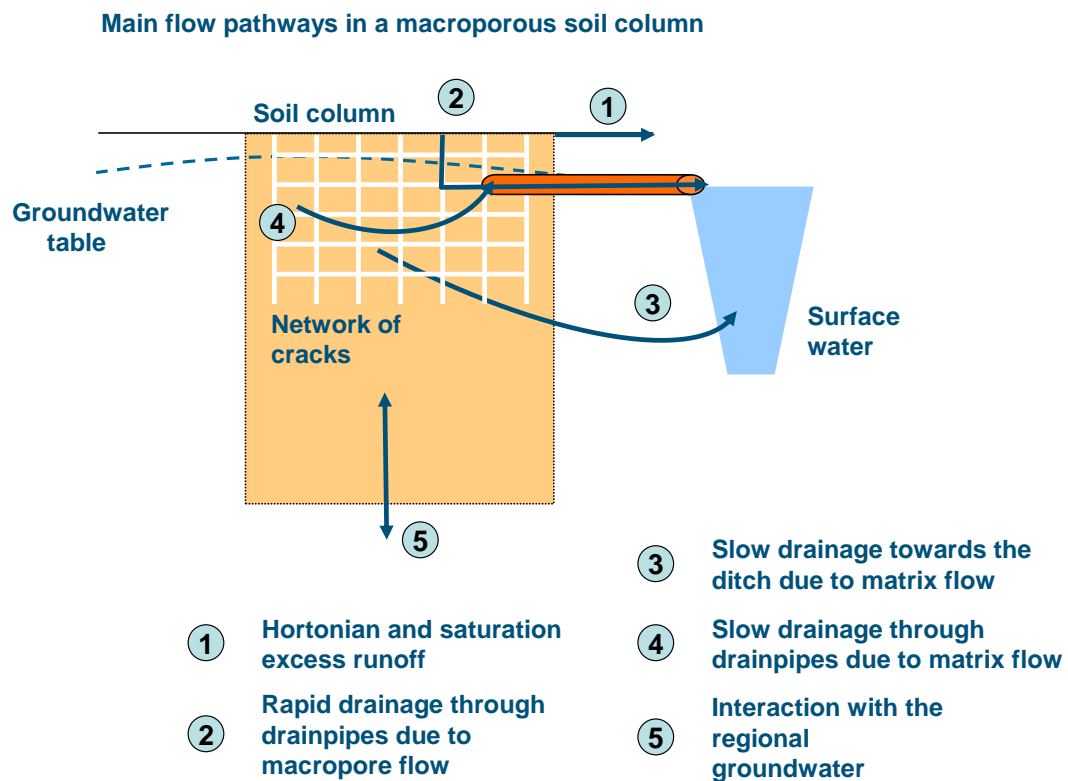 Main flow pathways in a macroporous soil column
2
1
Soil column
Groundwater
table
4
3
Network of
cracks
Surface
water
5
1
Hortonian and saturation
excess runoff
2
Rapid drainage through
drainpipes due to
macropore flow
3
Slow drainage towards the
ditch due to matrix flow
4
Slow drainage through
drainpipes due to matrix flow
5
Interaction with the
regional
groundwater